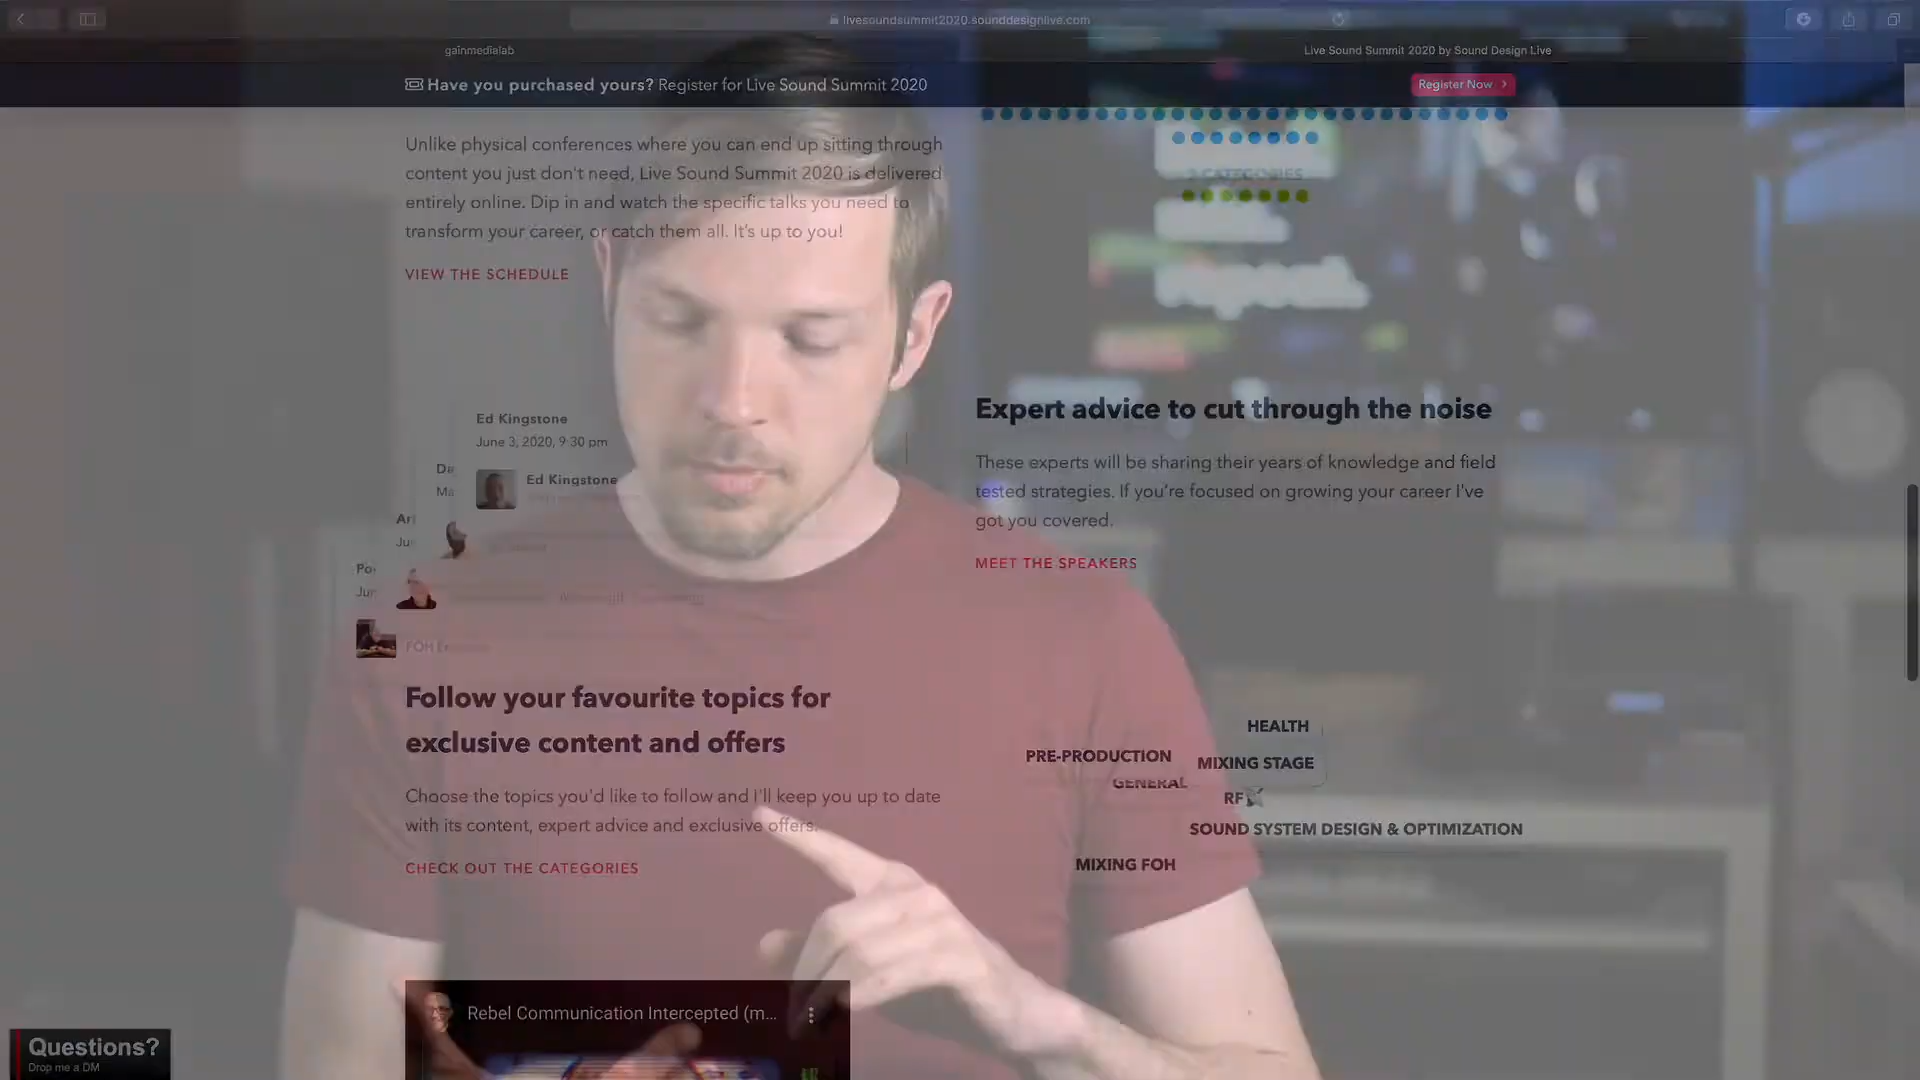 livesoundsummit2020.sounddesignlive.com
gainmedialab
Live Sound Summit 2020 by Sound Design Live
Have you purchased yours? Register for Live Sound Summit 2020
Register Now
Unlike physical conferences where you can end up sitting through
content you just don't need, Live Sound Summit 2020 is delivered
entirely online. Dip in and watch the specific talks you need to
transform your career, or catch them all. It's up to you!
VIEW THE SCHEDULE
CATEGORIES
Ed Kingstone
June 3, 2020, 9:30 pm
Da
Ma
Ed Kingstone
Ar
Ju
Po
Jur
FOH
Expert advice to cut through the noise
These experts will be sharing their years of knowledge and field
tested strategies. If you're focused on growing your career I've
got you covered.
MEET THE SPEAKERS
Follow your favourite topics for
exclusive content and offers
Choose the topics you'd like to follow and I'll keep you up to date
with its content, expert advice and exclusive offers.
CHECK OUT THE CATEGORIES
HEALTH
PRE-PRODUCTION
MIXING STAGE
GENERAL
RF
SOUND SYSTEM DESIGN & OPTIMIZATION
MIXING FOH
Rebel Communication Intercepted (m...
Questions?
Drop me a DM